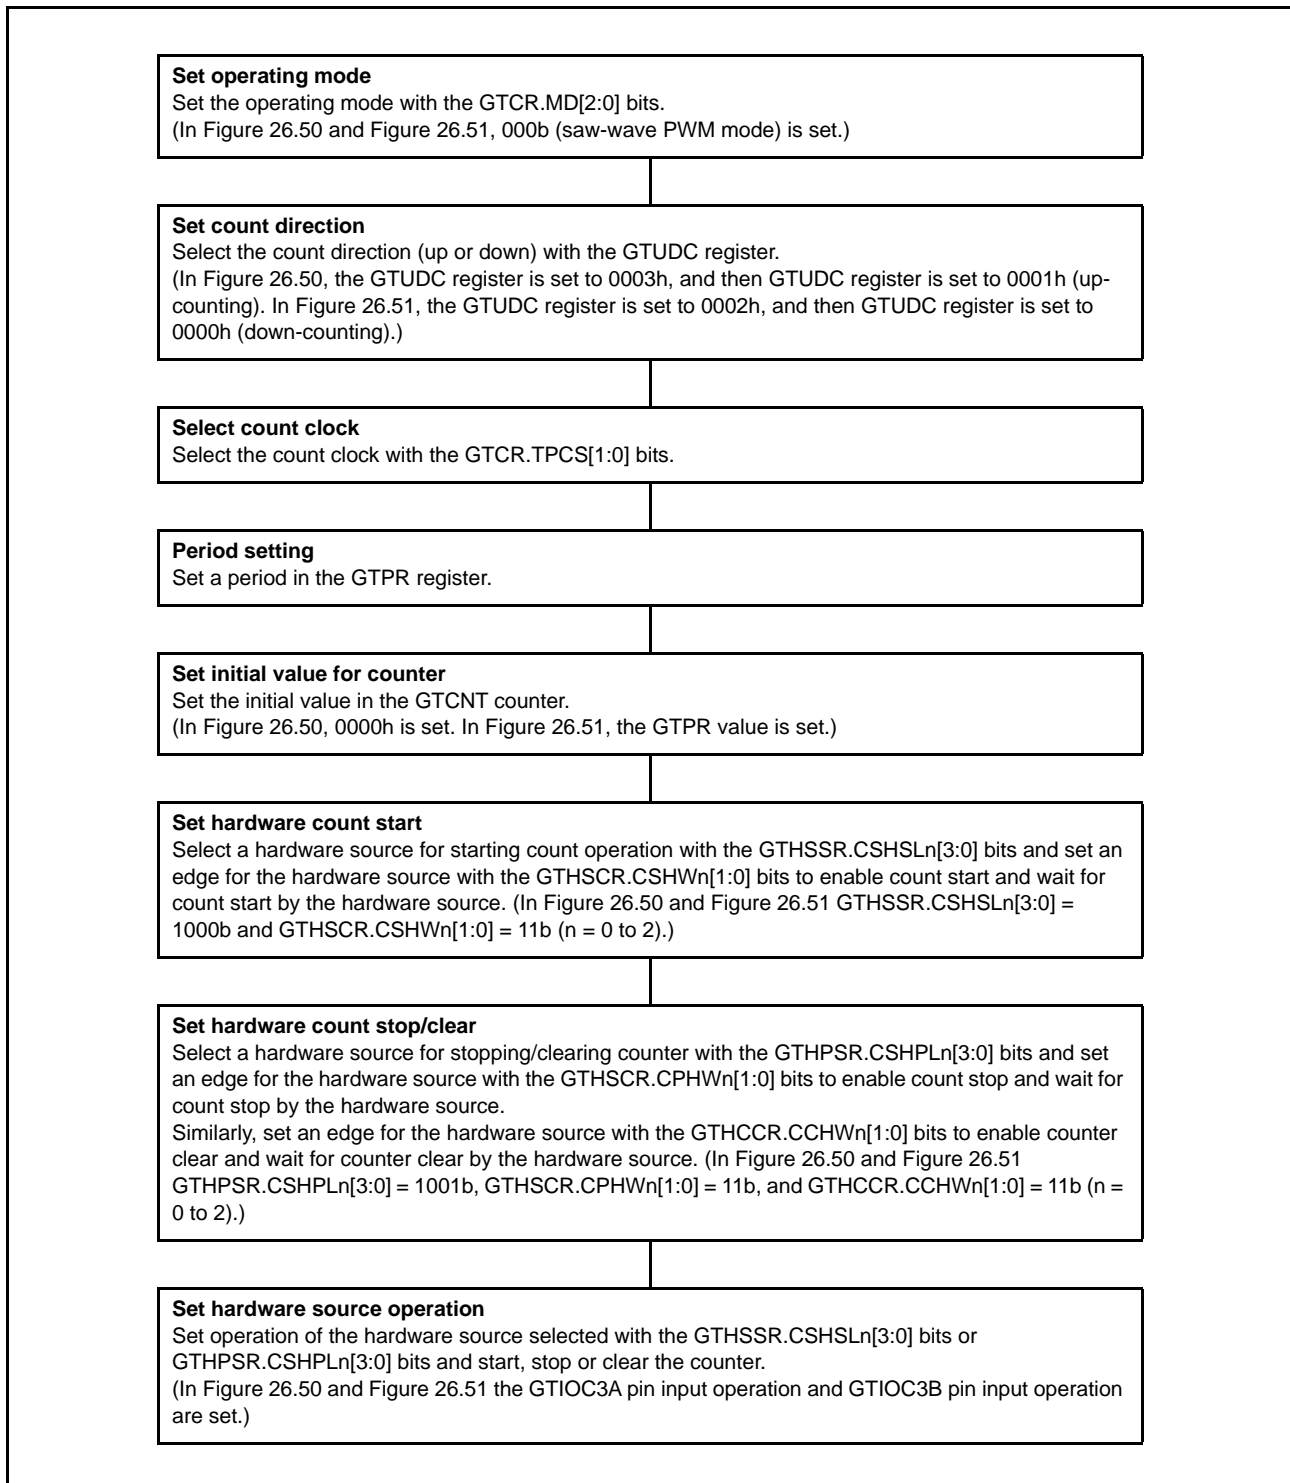 Set operating mode
Set the operating mode with the GTCR.MD[2:0] bits.
(In Figure 26.50 and Figure 26.51, 000b (saw-wave PWM mode) is set.)
Set count direction
Select the count direction (up or down) with the GTUDC register.
(In Figure 26.50, the GTUDC register is set to 0003h, and then GTUDC register is set to 0001h (up-
counting). In Figure 26.51, the GTUDC register is set to 0002h, and then GTUDC register is set to
0000h (down-counting).)
Select count clock
Select the count clock with the GTCR.TPCS[1:0] bits.
Period setting
Set a period in the GTPR register.
Set initial value for counter
Set the initial value in the GTCNT counter.
(In Figure 26.50, 0000h is set. In Figure 26.51, the GTPR value is set.)
Set hardware count start
Select a hardware source for starting count operation with the GTHSSR.CSHSLn[3:0] bits and set an
edge for the hardware source with the GTHSCR.CSHWn[1:0] bits to enable count start and wait for
count start by the hardware source. (In Figure 26.50 and Figure 26.51 GTHSSR.CSHSLn[3:0] =
1000b and GTHSCR.CSHWn[1:0] = 11b (n = 0 to 2).)
Set hardware count stop/clear
Select a hardware source for stopping/clearing counter with the GTHPSR.CSHPLn[3:0] bits and set
an edge for the hardware source with the GTHSCR.CPHWn[1:0] bits to enable count stop and wait for
count stop by the hardware source.
Similarly, set an edge for the hardware source with the GTHCCR.CCHWn[1:0] bits to enable counter
clear and wait for counter clear by the hardware source. (In Figure 26.50 and Figure 26.51
GTHPSR.CSHPLn[3:0] = 1001b, GTHSCR.CPHWn[1:0] = 11b, and GTHCCR.CCHWn[1:0] = 11b (n =
0 to 2).)
Set hardware source operation
Set operation of the hardware source selected with the GTHSSR.CSHSLn[3:0] bits or
GTHPSR.CSHPLn[3:0] bits and start, stop or clear the counter.
(In Figure 26.50 and Figure 26.51 the GTIOC3A pin input operation and GTIOC3B pin input operation
are set.)